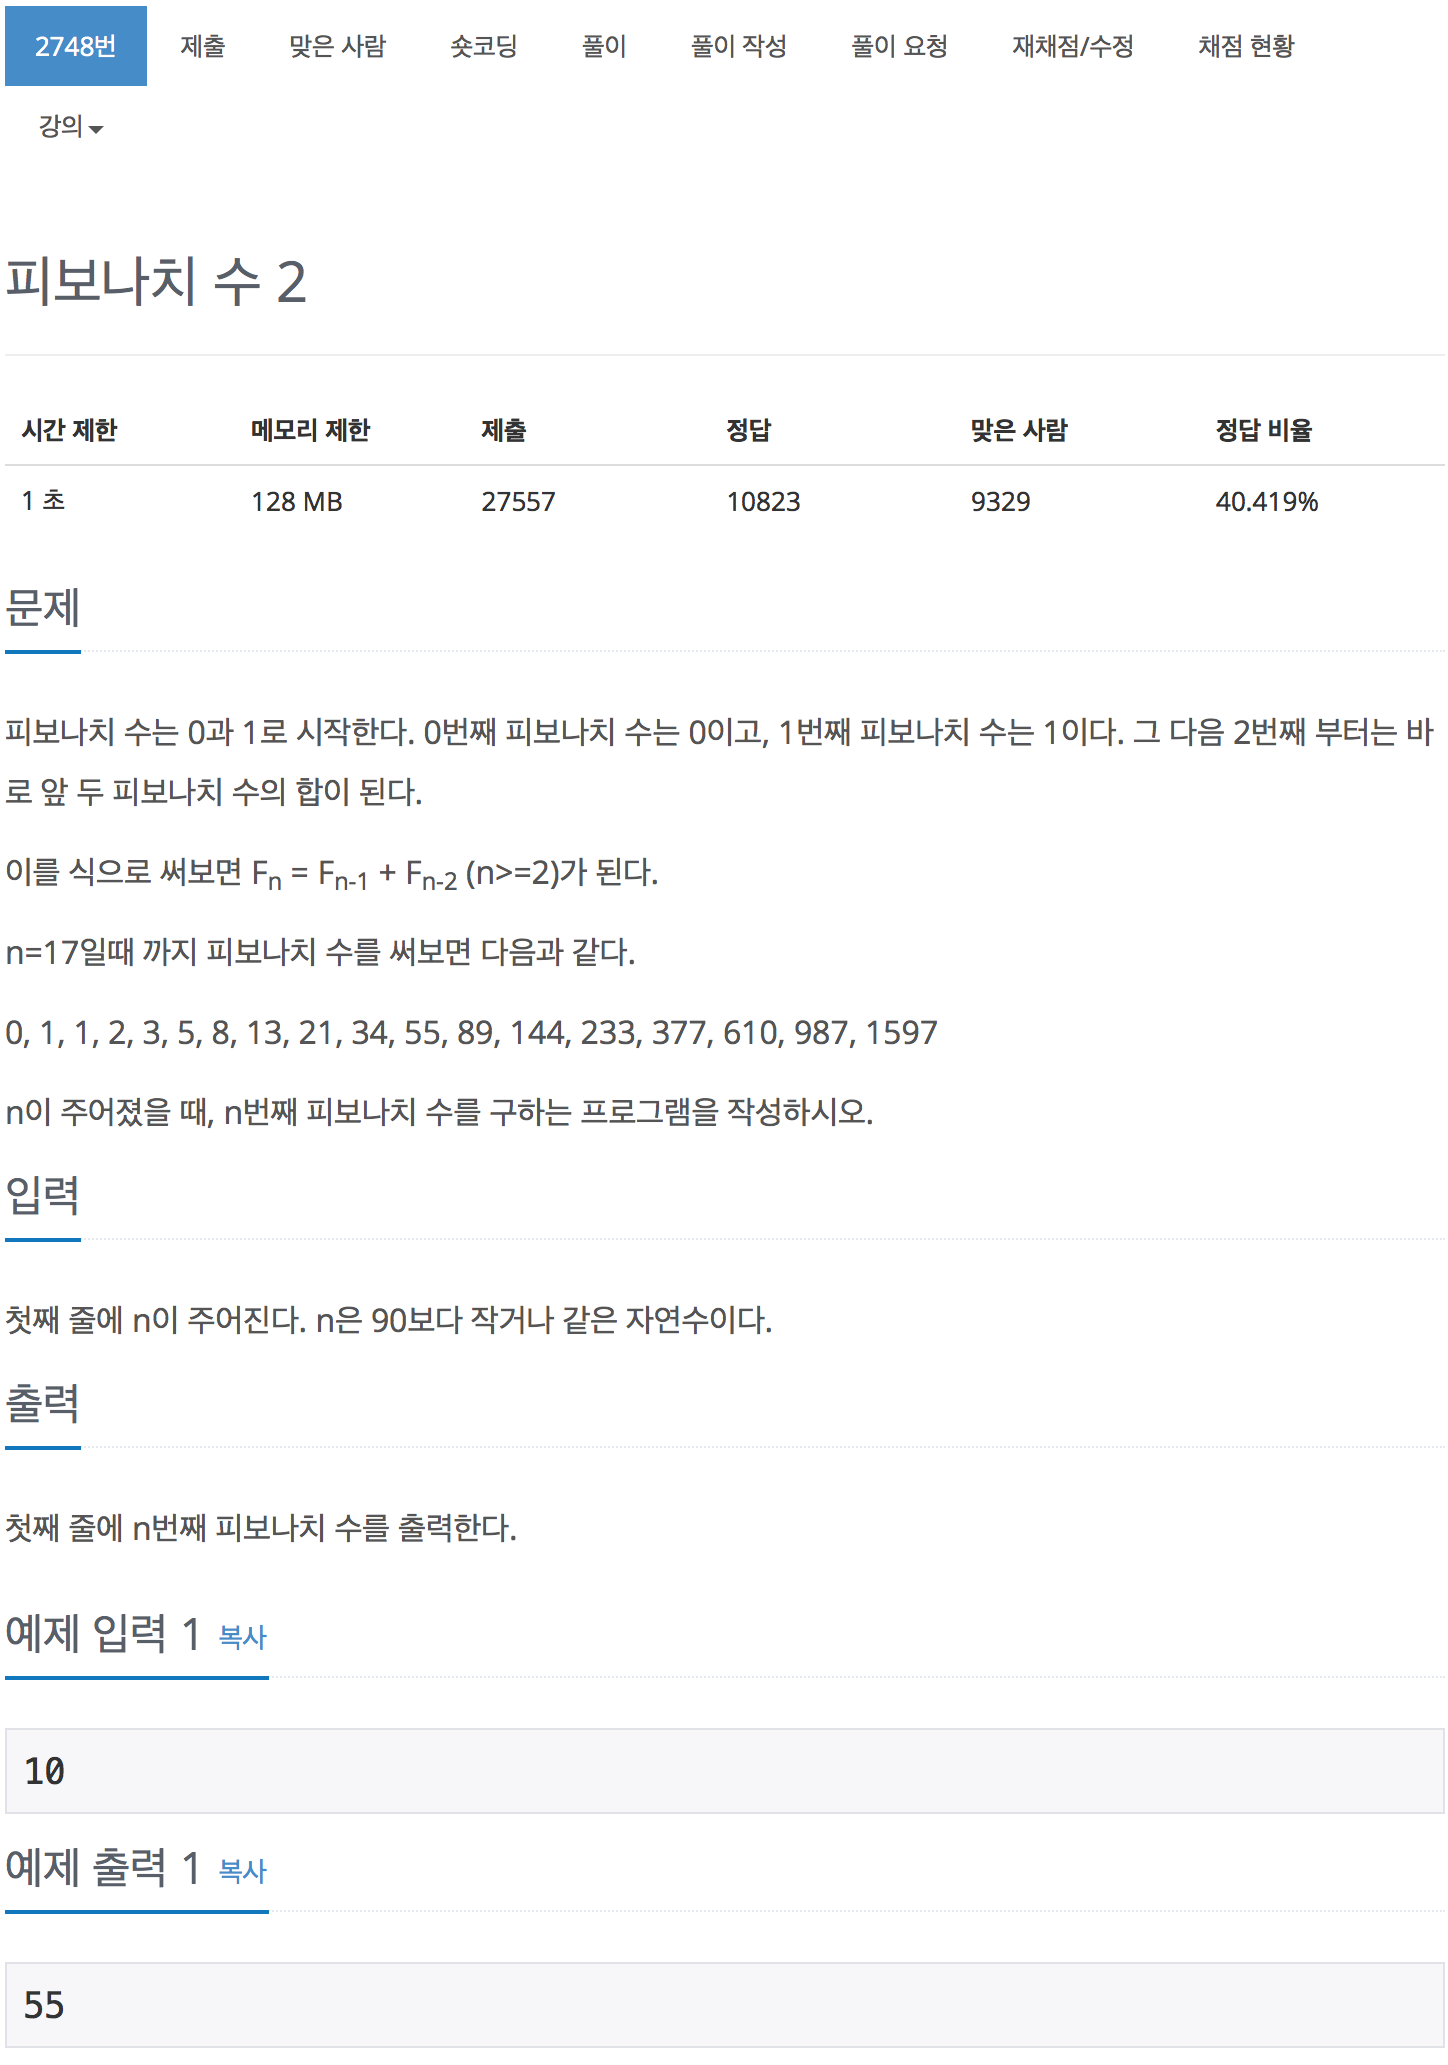 2748번 제출 맞은 사람 숏코딩 풀이 풀이 작성 풀이 요청 재채점/수정 채점 현황
강의
피보나치 수 2
시간 제한 메모리 제한 제출 정답 맞은 사람 정답 비율
1 초 128 MB 27557 10823 9329 40.419%
문제
피보나치 수는 0과 1로 시작한다. 0번째 피보나치 수는 0이고, 1번째 피보나치 수는 1이다. 그 다음 2번째 부터는 바
로 앞 두 피보나치 수의 합이 된다.
이를 식으로 써보면 Fn = Fn-1 + Fn-2 (n>=2)가 된다.
n=17일때 까지 피보나치 수를 써보면 다음과 같다.
0, 1, 1, 2, 3, 5, 8, 13, 21, 34, 55, 89, 144, 233, 377, 610, 987, 1597
n이 주어졌을 때, n번째 피보나치 수를 구하는 프로그램을 작성하시오.
입력
첫째 줄에 n이 주어진다. n은 90보다 작거나 같은 자연수이다.
출력
첫째 줄에 n번째 피보나치 수를 출력한다.
예제 입력 1 복사
10
예제 출력 1 복사
55